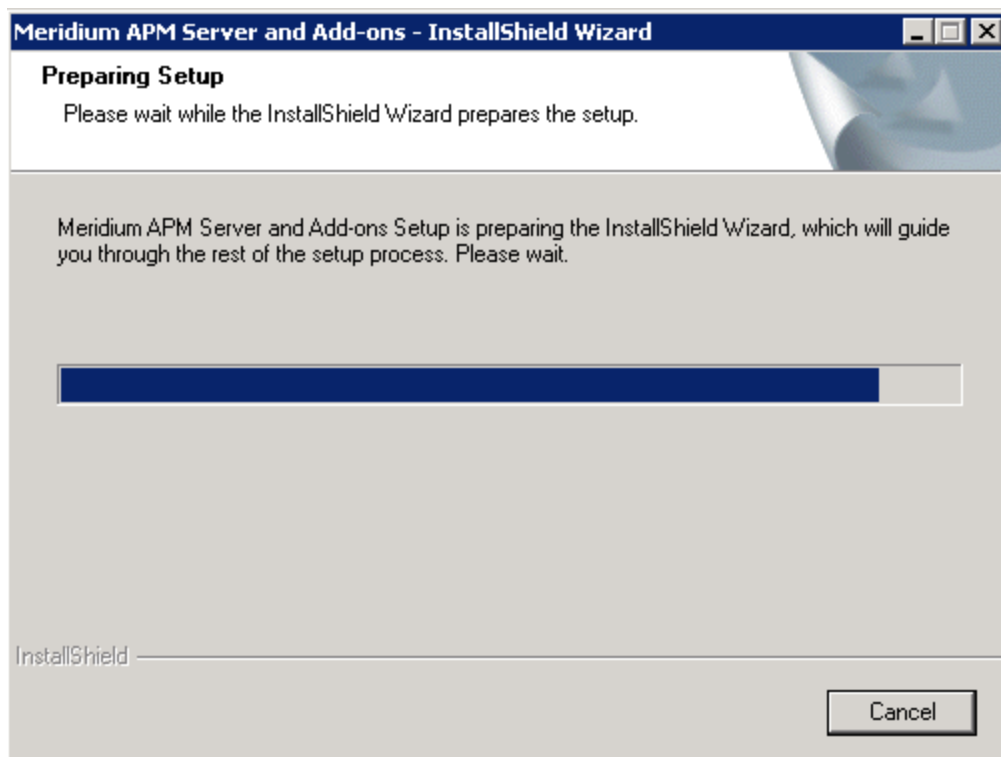 Meridium APM Server and Add-ons - InstallShield Wizard
Preparing Setup
Please wait while the InstallShield Wizard prepares the setup.
Meridium APM Server and Add-ons Setup is preparing the InstallShield Wizard, which will guide
you through the rest of the setup process. Please wait.
InstallShield
Cancel